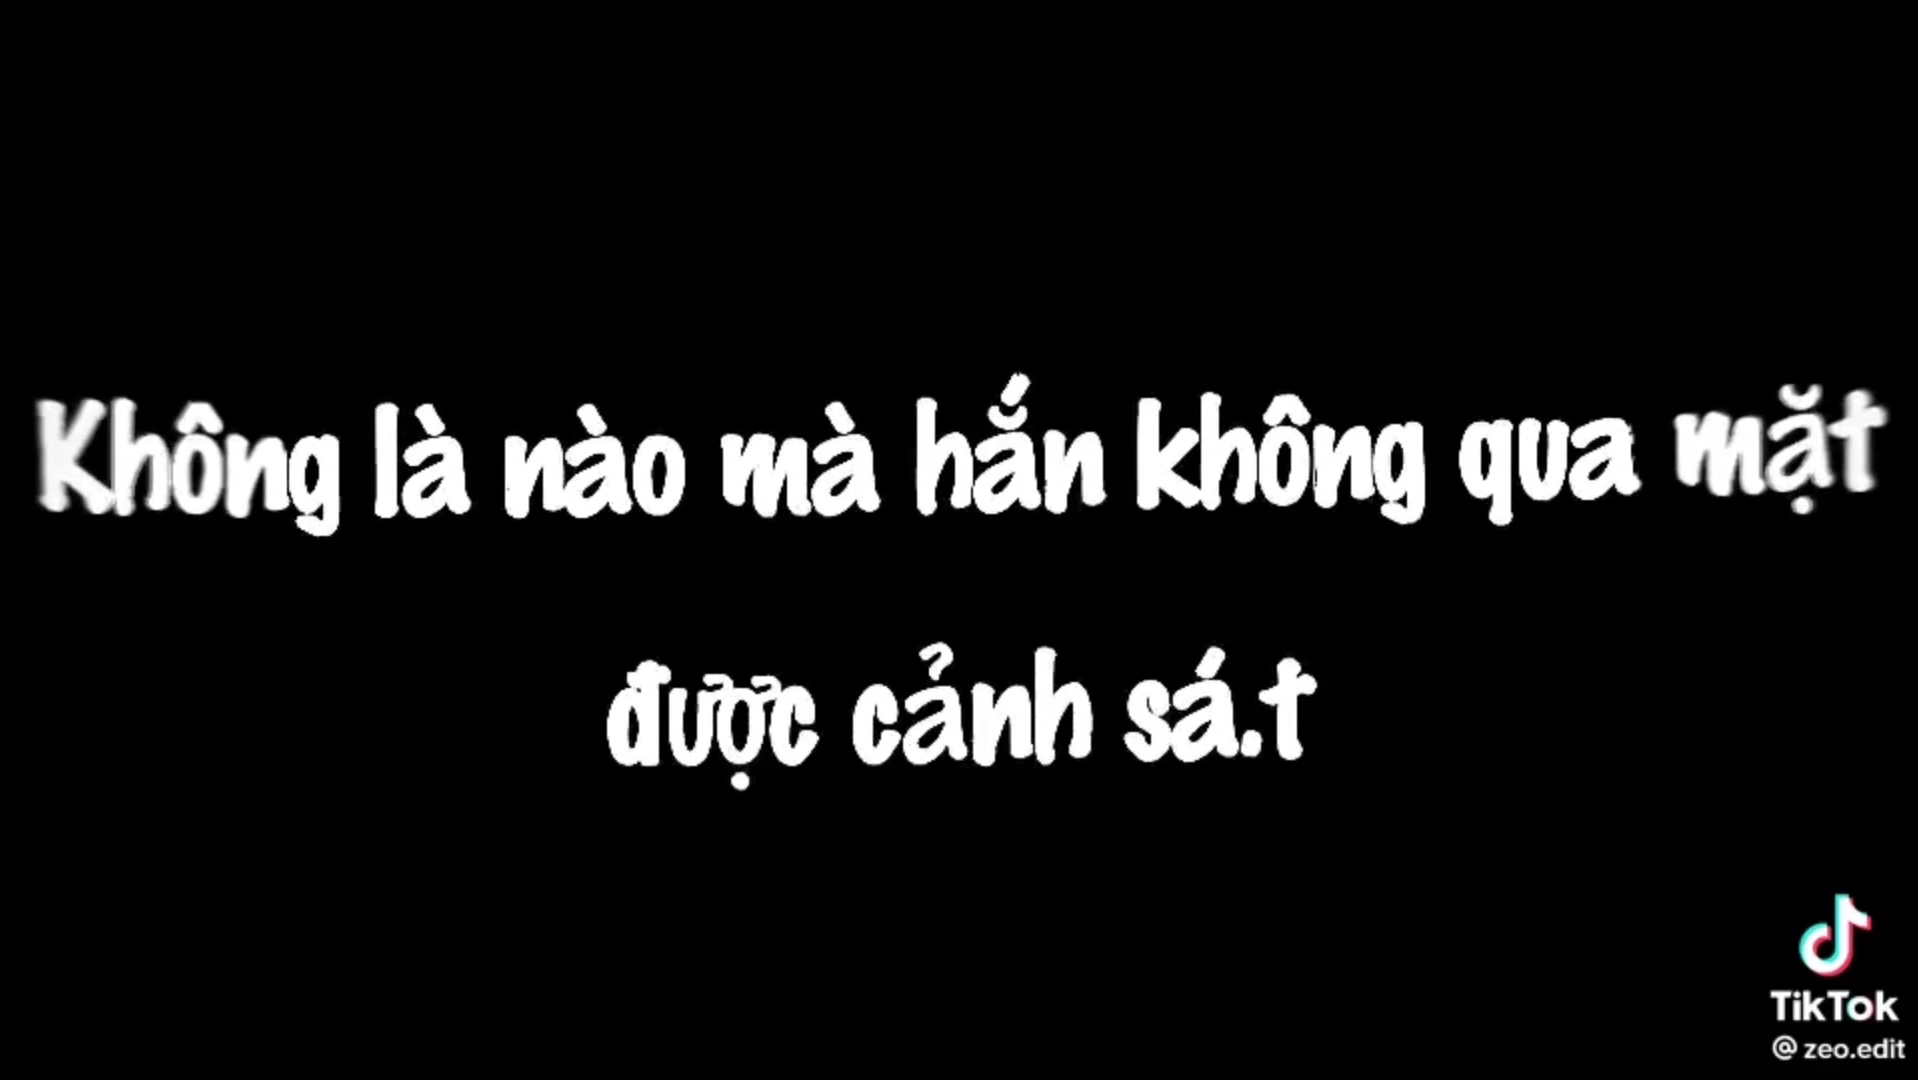 Không là nào mà hắn không qua mặt
được cảnh sá.t
TikTok
@ zeo.edit